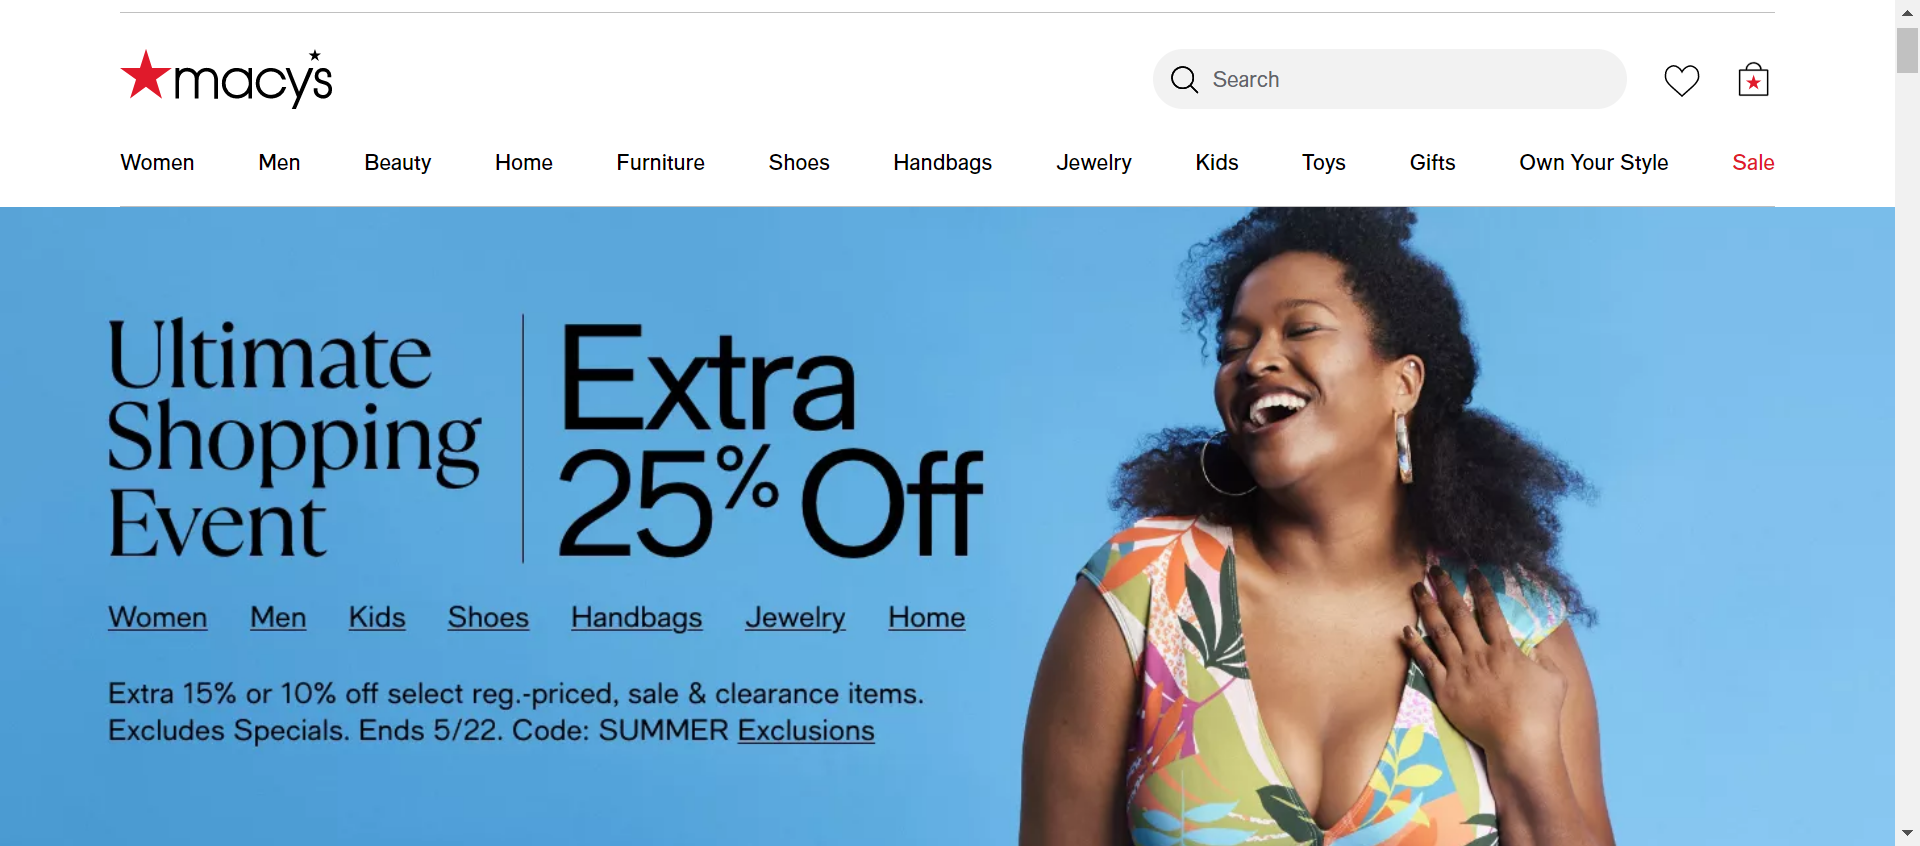 macy's
Search
Women Men Beauty Home Furniture Shoes Handbags Jewelry Kids Toys Gifts Own Your Style Sale
Ultimate
Shopping
Event
Extra
25% Off
Women Men Kids Shoes Handbags Jewelry Home
Extra 15% or 10% off select reg.-priced, sale & clearance items.
Excludes Specials. Ends 5/22. Code: SUMMER Exclusions